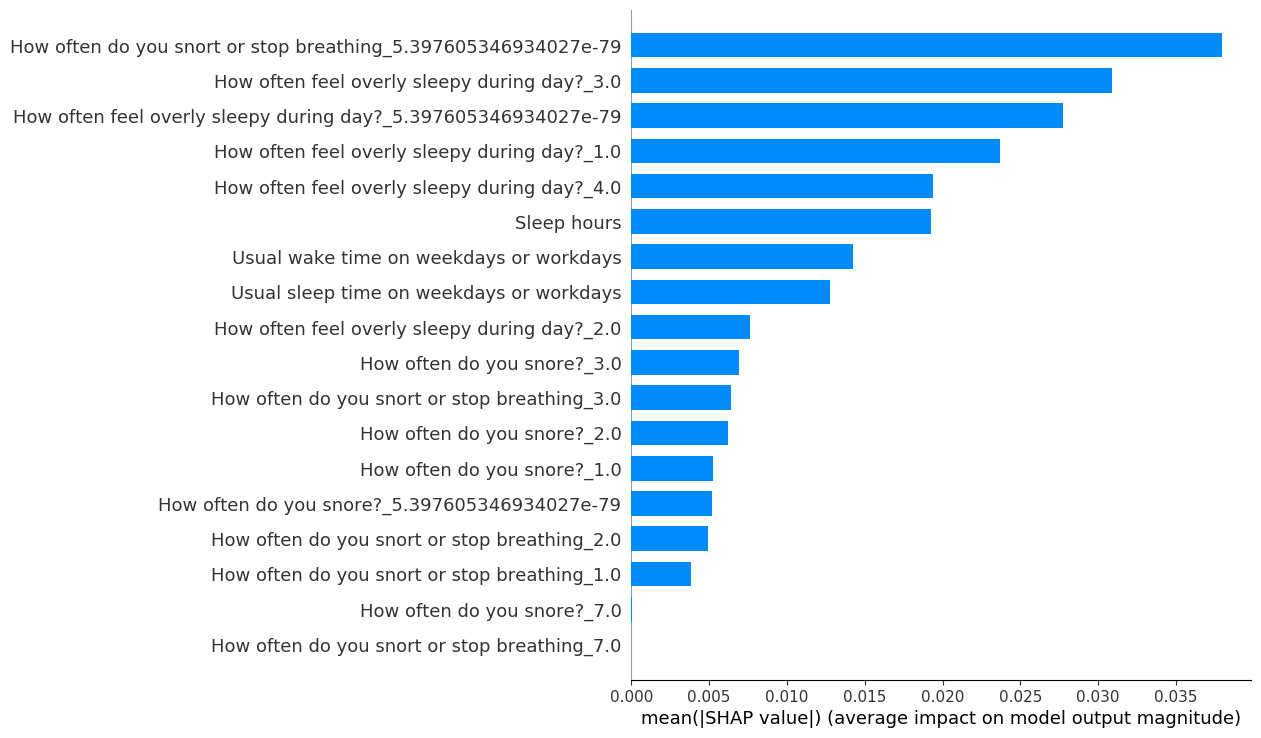 How often do you snort or stop breathing_5.397605346934027e-79
How often feel overly sleepy during day?_3.0
How often feel overly sleepy during day?_5.397605346934027e-79
How often feel overly sleepy during day?_1.0
How often feel overly sleepy during day?_4.0
Sleep hours
Usual wake time on weekdays or workdays
Usual sleep time on weekdays or workdays
How often feel overly sleepy during day?_2.0
How often do you snore?_3.0
How often do you snort or stop breathing_3.0
How often do you snore?_2.0
How often do you snore?_1.0
How often do you snore?_5.397605346934027e-79
How often do you snort or stop breathing_2.0
How often do you snort or stop breathing_1.0
How often do you snore?_7.0
How often do you snort or stop breathing_7.0
0.000 0.005 0.010 0.015 0.020 0.025 0.030 0.035
mean(|SHAP value|) (average impact on model output magnitude)